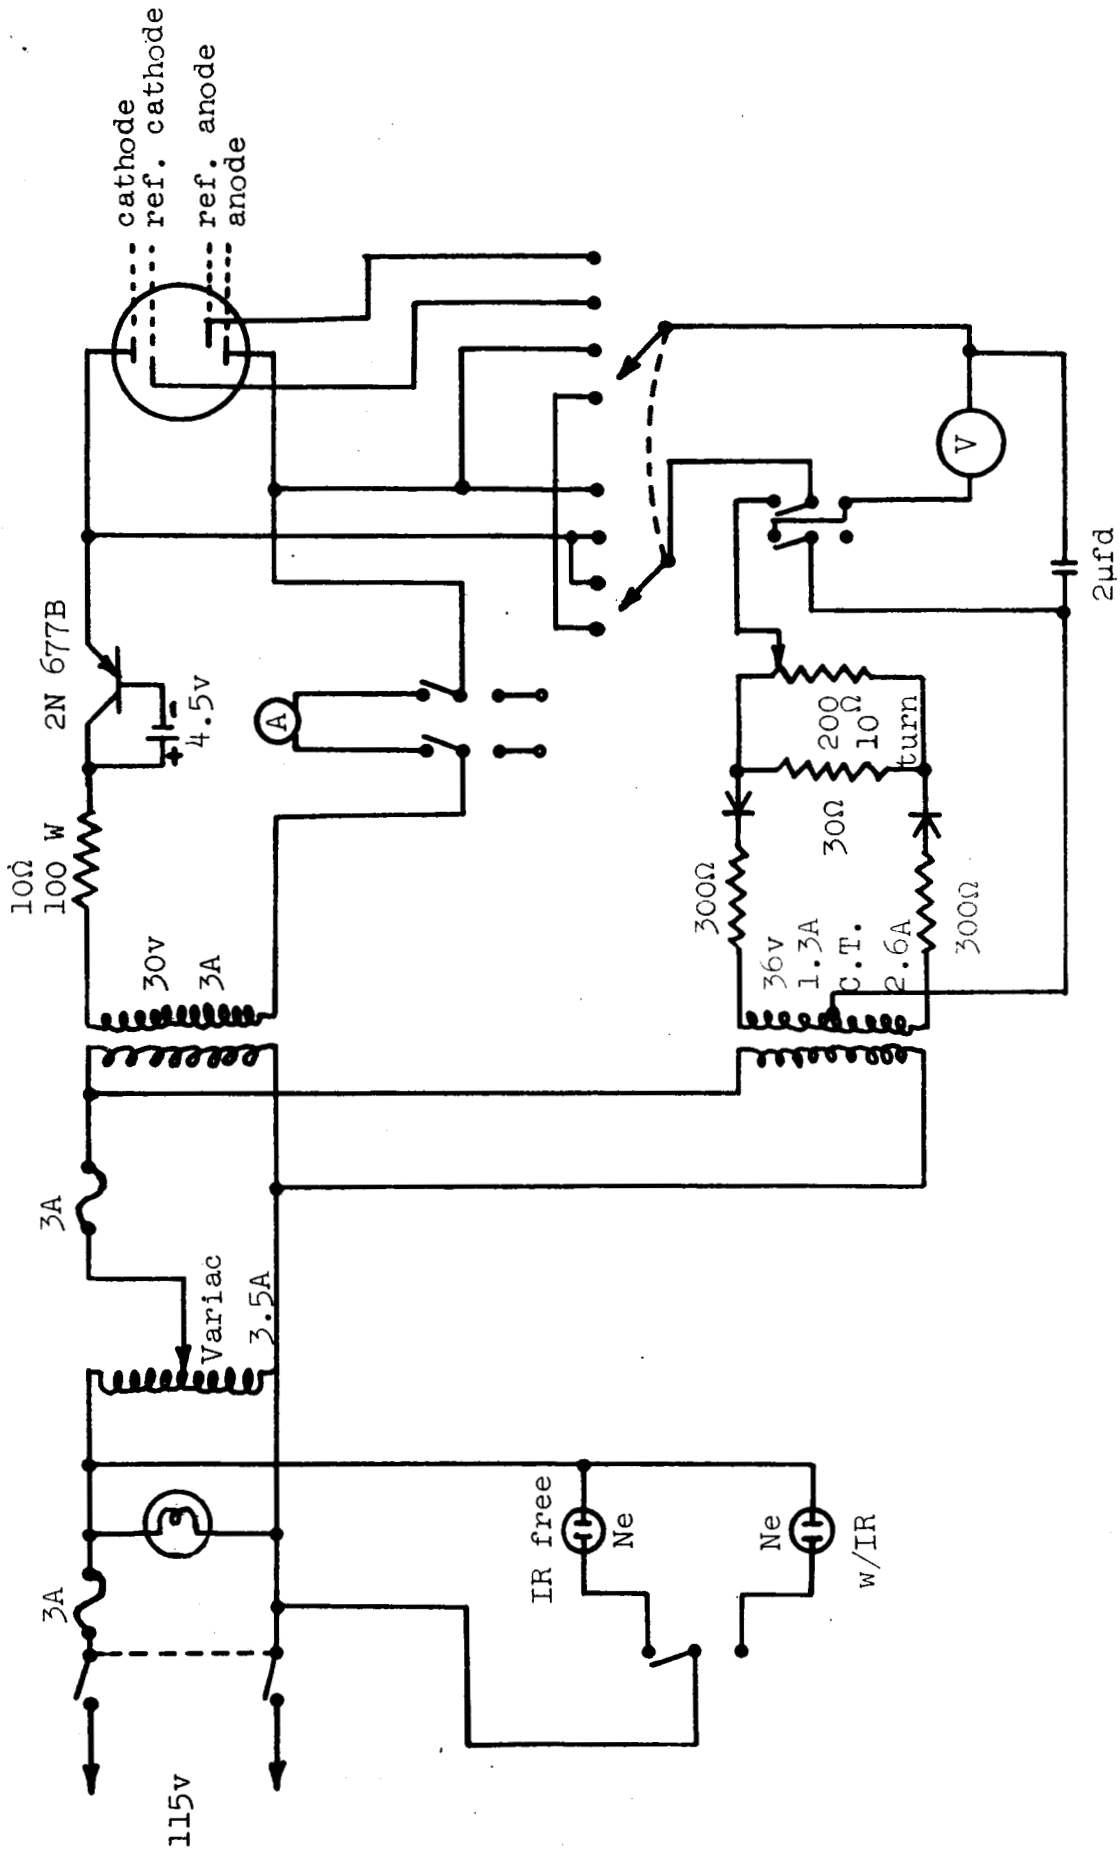 115v
3A
IR free
Ne
Ne
w/IR
Variac
3.5A
3A
30v
3A
10Ω
100 W
2N 677B
4.5v
A
cathode
ref. cathode
ref. anode
anode
36v
1.3A
C.T.
2.6A
300Ω
300Ω
30Ω
200Ω
10
turn
V
2μfd